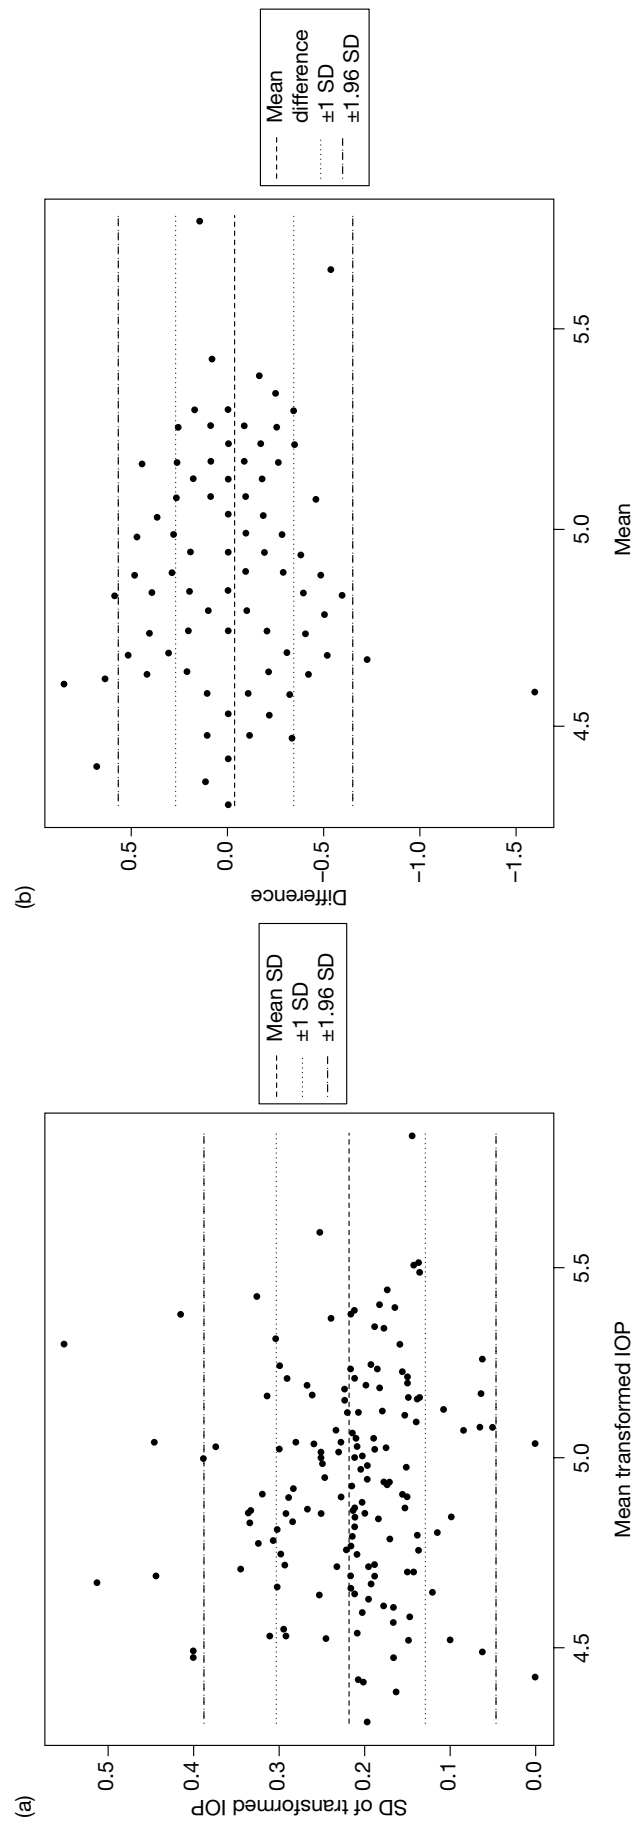 (a)
SD of transformed IOP
0.5
0.4
0.3
0.2
0.1
0.0
4.5
5.0
5.5
Mean transformed IOP
Mean SD
±1 SD
±1.96 SD
(b)
Difference
0.5
0.0
−0.5
−1.0
−1.5
4.5
5.0
5.5
Mean
Mean
difference
±1 SD
±1.96 SD